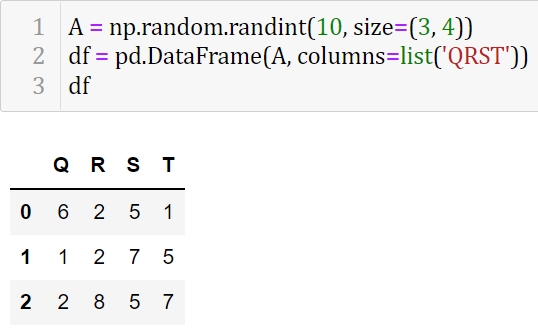 1 A = np.random.randint(10, size=(3, 4))
2 df = pd.DataFrame(A, columns=list('QRST'))
3 df
Q R S T
0 6 2 5 1
1 1 2 7 5
2 2 8 5 7